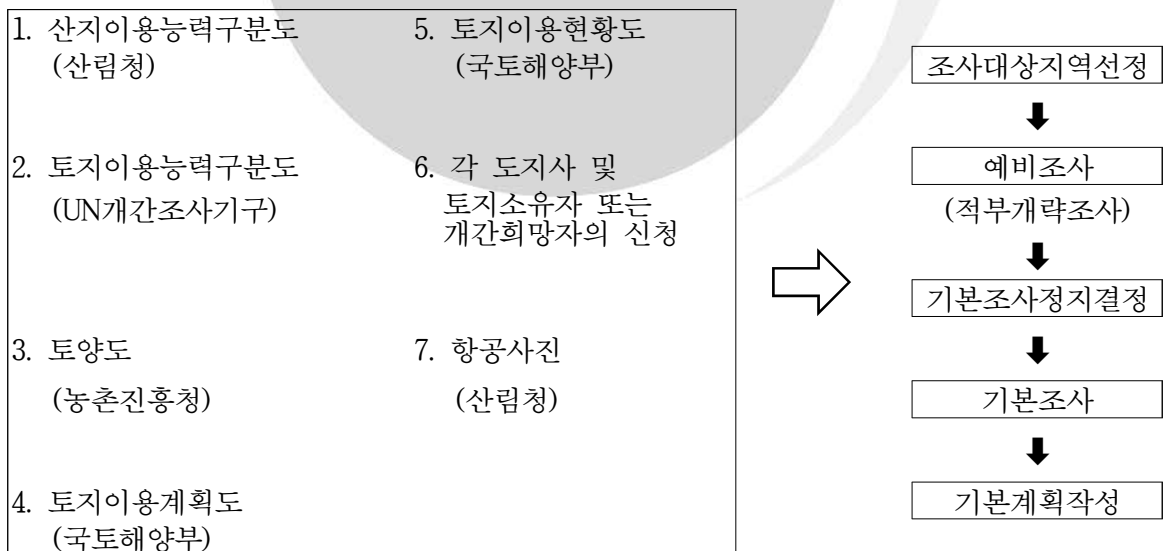 1. 산지이용능력구분도
(산림청)
2. 토지이용능력구분도
(UN개간조사기구)
3. 토양도
(농촌진흥청)
4. 토지이용계획도
(국토해양부)
5. 토지이용현황도
(국토해양부)
6. 각 도지사 및
토지소유자 또는
개간희망자의 신청
7. 항공사진
(산림청)
조사대상지역선정
예비조사
(적부개략조사)
기본조사정지결정
기본조사
기본계획작성